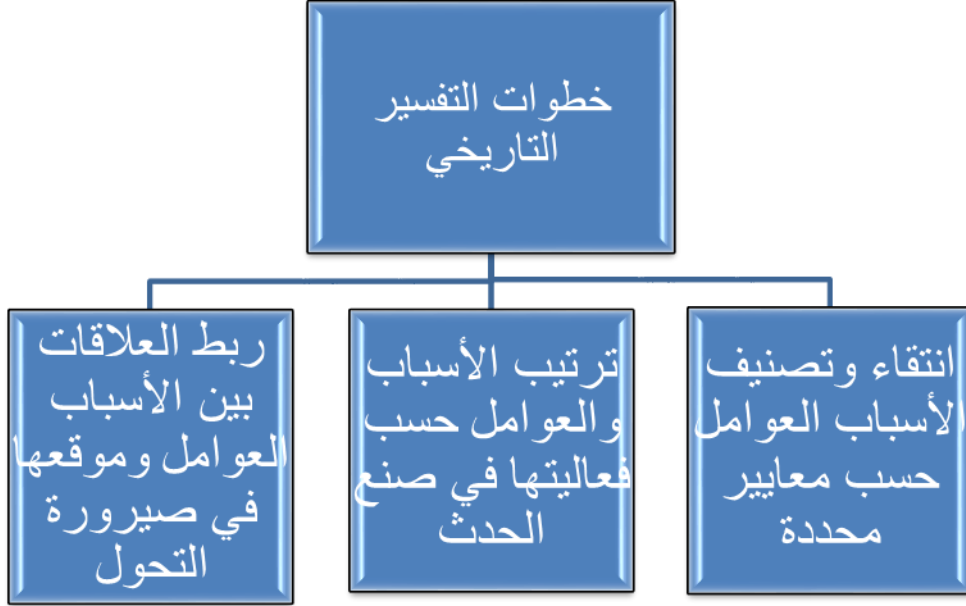 خطوات التفسير
التاريخي
انتقاء وتصنيف
الأسباب العوامل
حسب معايير
محددة
ترتيب الأسباب
والعوامل حسب
فعاليتها في صنع
الحدث
ربط العلاقات
بين الأسباب
العوامل وموقعها
في صيرورة
التحول